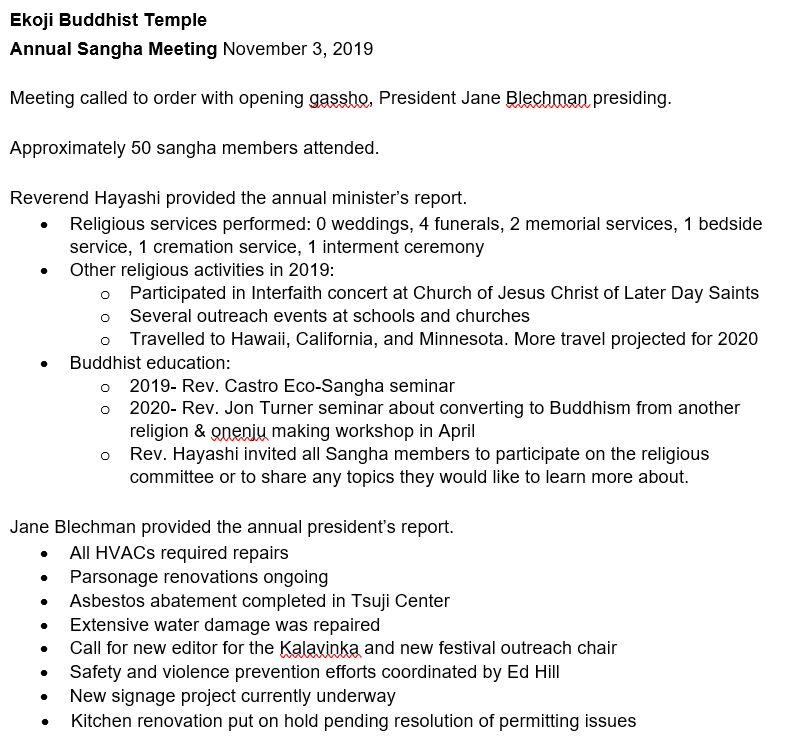 Ekoji Buddhist Temple
Annual Sangha Meeting November 3, 2019
Meeting called to order with opening gassho, President Jane Blechman presiding.
Approximately 50 sangha members attended.
Reverend Hayashi provided the annual minister's report.
• Religious services performed: 0 weddings, 4 funerals, 2 memorial services, 1 bedside
service, 1 cremation service, 1 interment ceremony
• Other religious activities in 2019:
o Participated in Interfaith concert at Church of Jesus Christ of Later Day Saints
o Several outreach events at schools and churches
o Travelled to Hawaii, California, and Minnesota. More travel projected for 2020
• Buddhist education:
o 2019- Rev. Castro Eco-Sangha seminar
o 2020- Rev. Jon Turner seminar about converting to Buddhism from another
religion & onenju making workshop in April
o Rev. Hayashi invited all Sangha members to participate on the religious
committee or to share any topics they would like to learn more about.
Jane Blechman provided the annual president's report.
• All HVACs required repairs
• Parsonage renovations ongoing
• Asbestos abatement completed in Tsuji Center
• Extensive water damage was repaired
• Call for new editor for the Kalavinka and new festival outreach chair
• Safety and violence prevention efforts coordinated by Ed Hill
• New signage project currently underway
• Kitchen renovation put on hold pending resolution of permitting issues